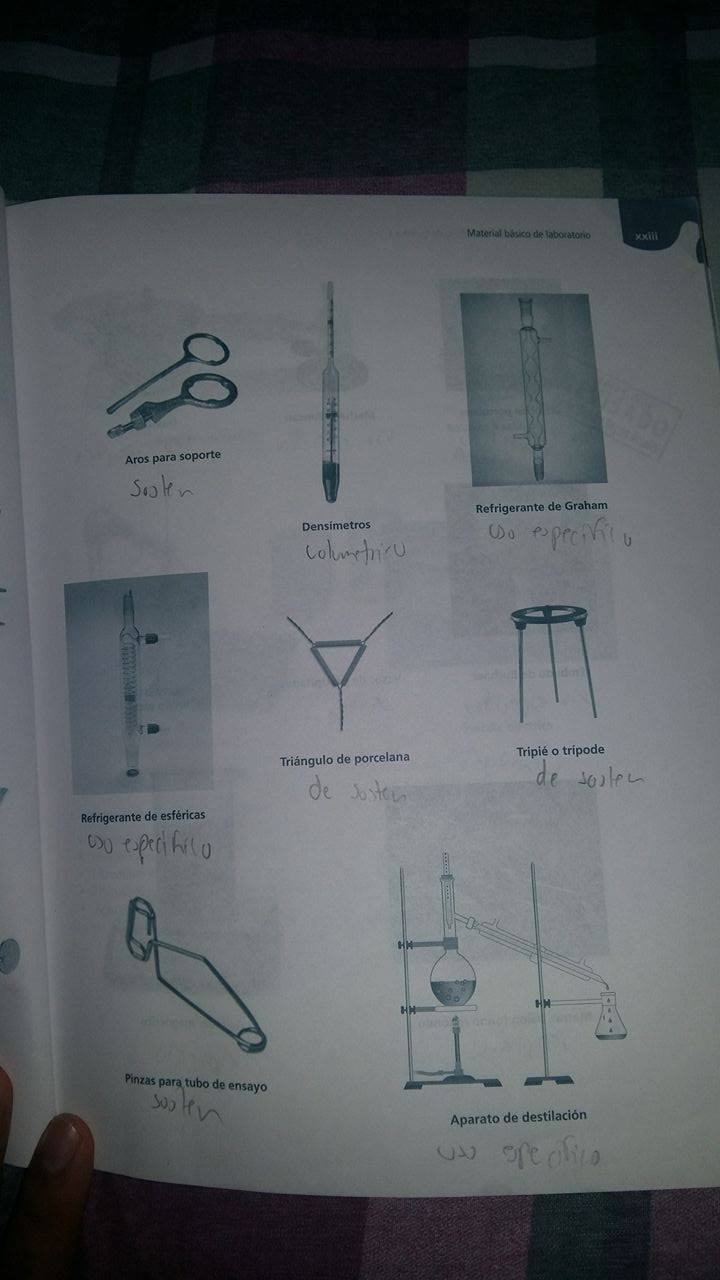 Material básico de laboratorio xxiii
Aros para soporte
Sosten
Densímetros
volumetrico
Refrigerante de Graham
uso especifico
Refrigerante de esféricas
uso especifico
Triángulo de porcelana
de sosten
Tripié o trípode
de sosten
Pinzas para tubo de ensayo
sosten
Aparato de destilación
uso especifico